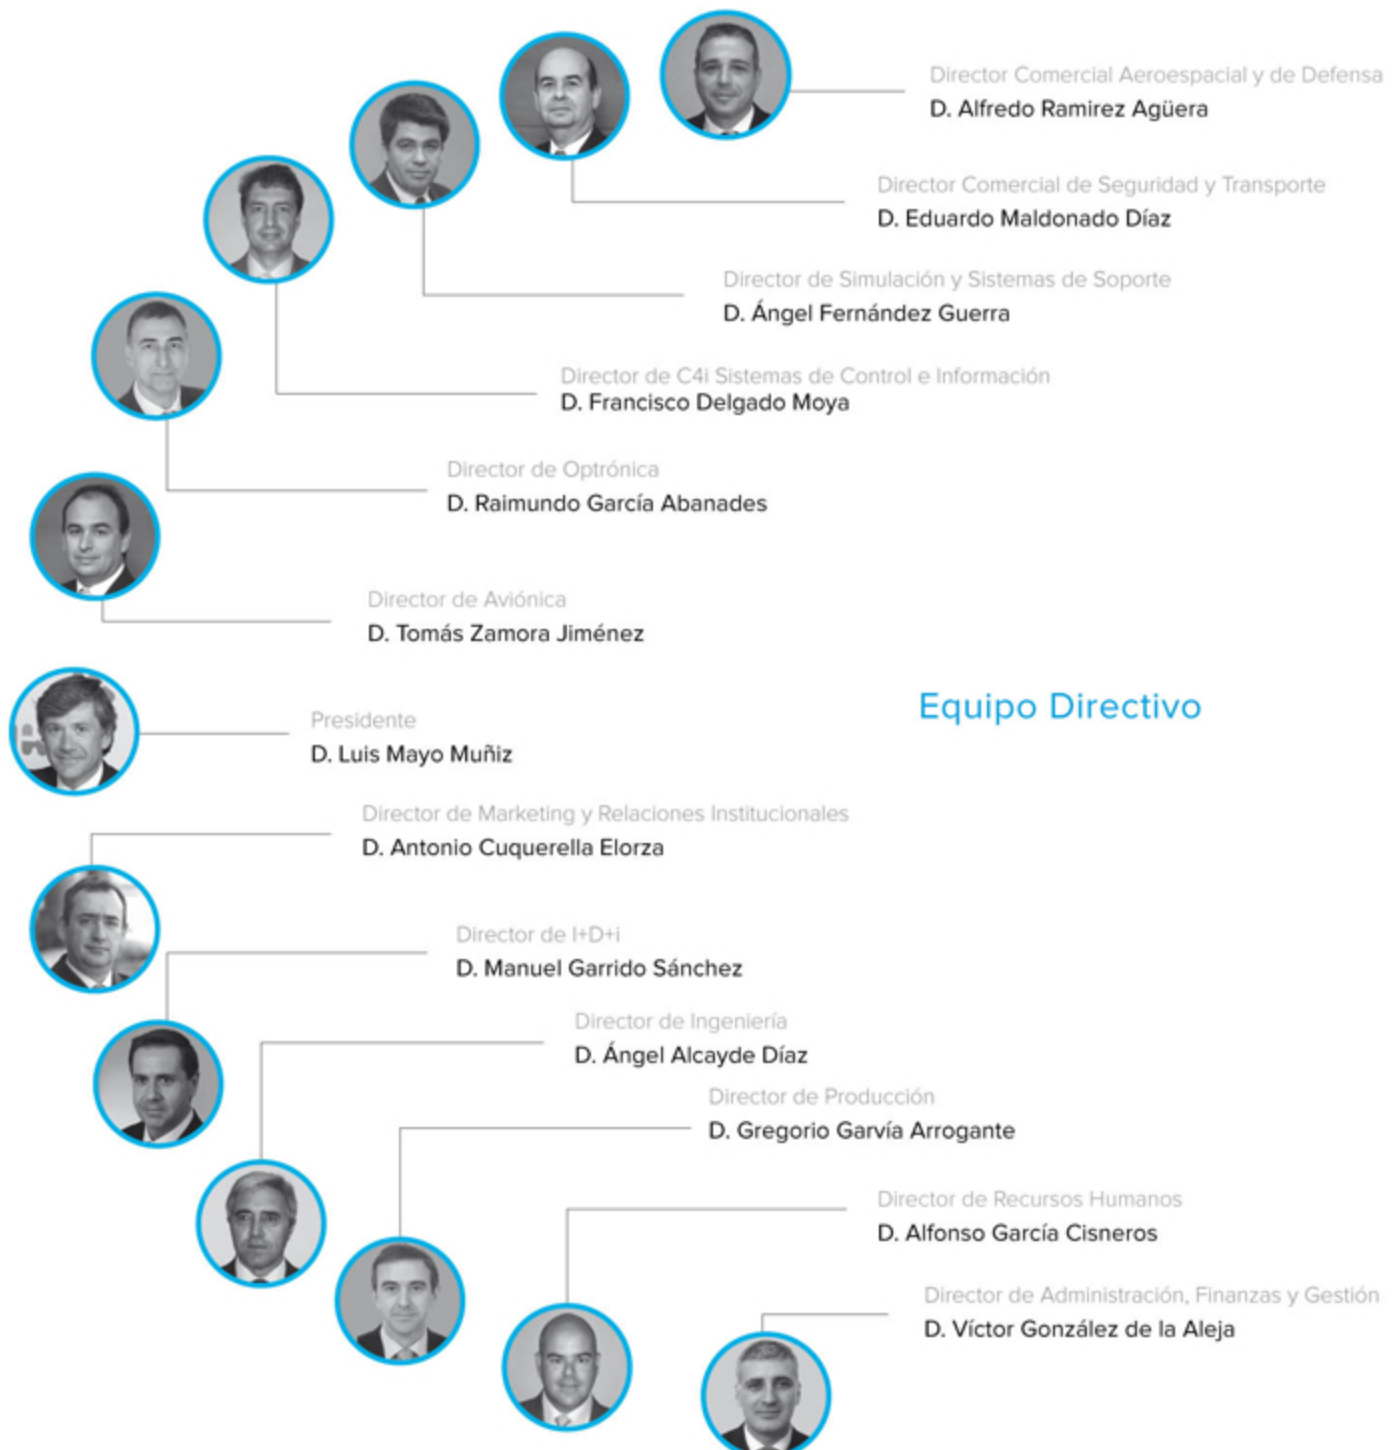 Director Comercial Aeroespacial y de Defensa
D. Alfredo Ramirez Agüera
Director Comercial de Seguridad y Transporte
D. Eduardo Maldonado Díaz
Director de Simulación y Sistemas de Soporte
D. Ángel Fernández Guerra
Director de C4i Sistemas de Control e Información
D. Francisco Delgado Moya
Director de Optrónica
D. Raimundo García Abanades
Director de Aviónica
D. Tomás Zamora Jiménez
Equipo Directivo
Presidente
D. Luis Mayo Muñiz
Director de Marketing y Relaciones Institucionales
D. Antonio Cuquerella Elorza
Director de I+D+i
D. Manuel Garrido Sánchez
Director de Ingeniería
D. Ángel Alcayde Díaz
Director de Producción
D. Gregorio Garvía Arrogante
Director de Recursos Humanos
D. Alfonso García Cisneros
Director de Administración, Finanzas y Gestión
D. Víctor González de la Aleja